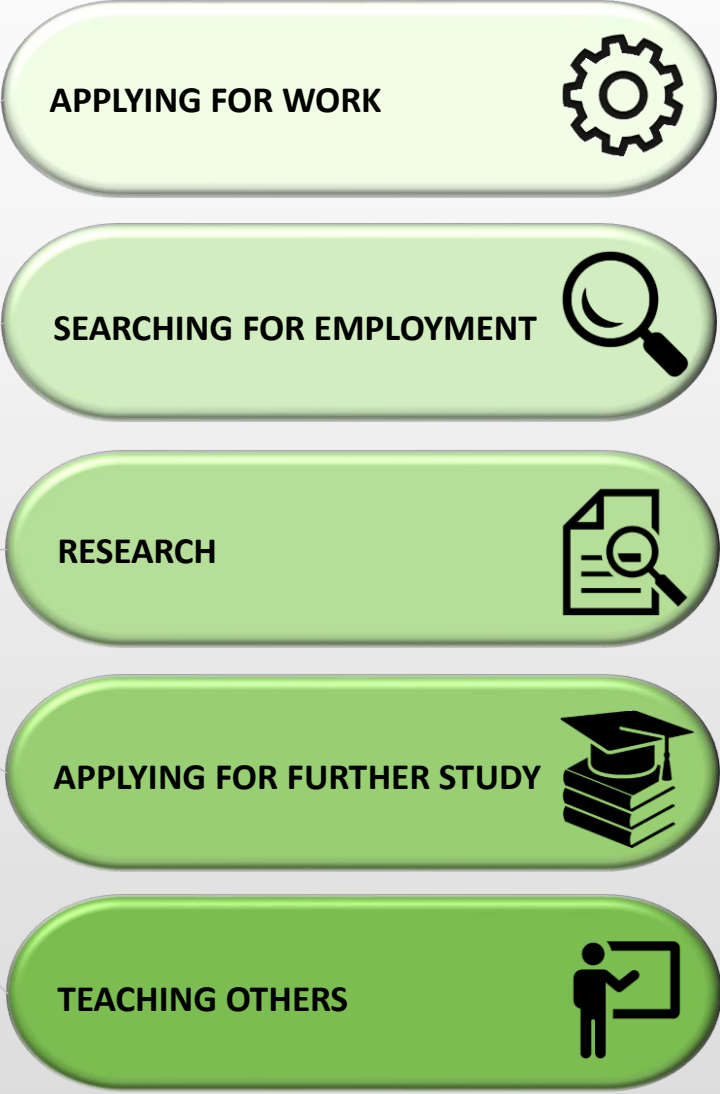 APPLYING FOR WORK
SEARCHING FOR EMPLOYMENT
RESEARCH
APPLYING FOR FURTHER STUDY
TEACHING OTHERS